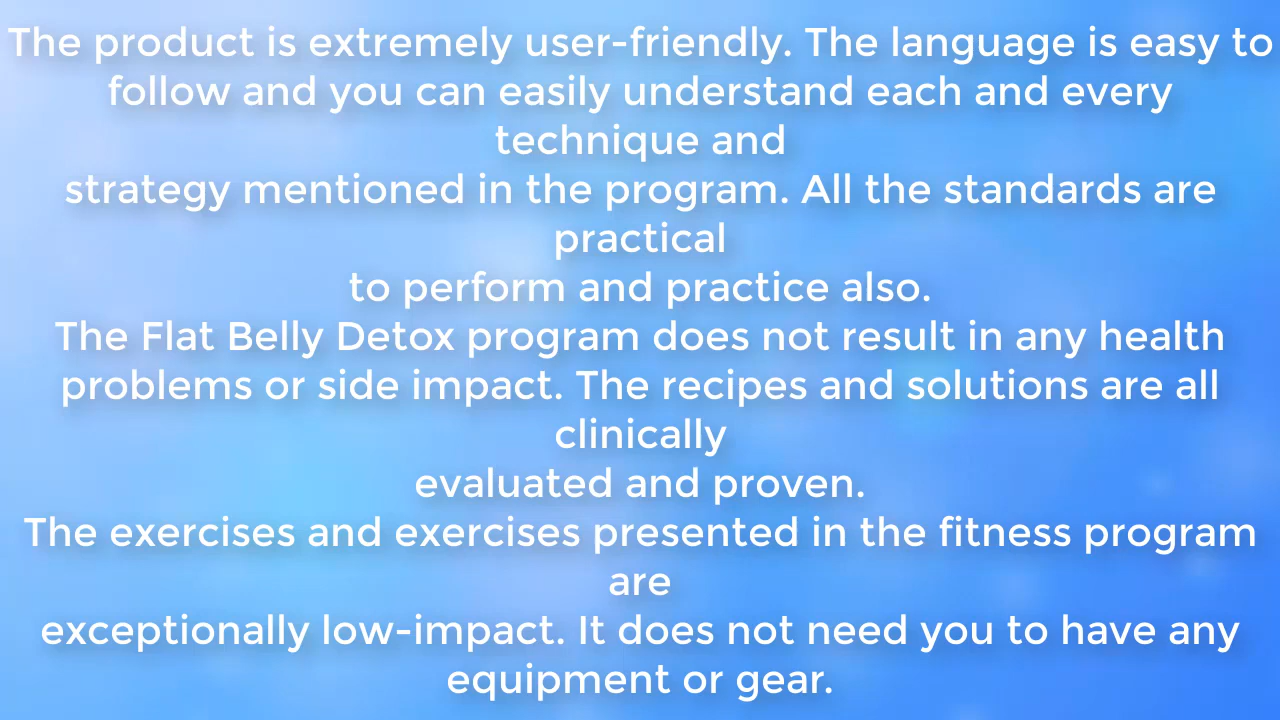 The product is extremely user-friendly. The language is easy to
follow and you can easily understand each and every
technique and
strategy mentioned in the program. All the standards are
practical
to perform and practice also.
The Flat Belly Detox program does not result in any health
problems or side impact. The recipes and solutions are all
clinically
evaluated and proven.
The exercises and exercises presented in the fitness program
are
exceptionally low-impact. It does not need you to have any
equipment or gear.